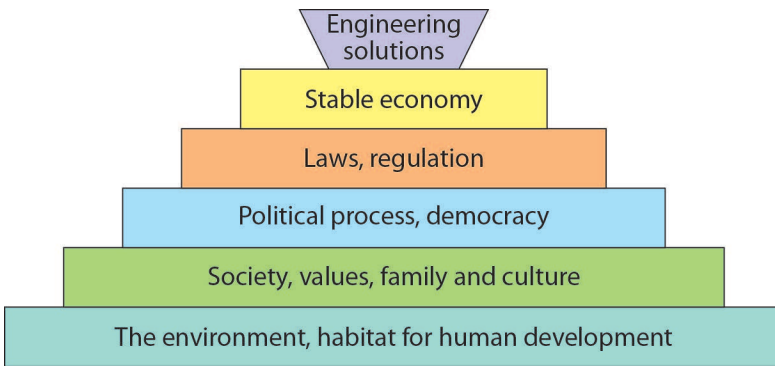 Engineering
solutions
Stable economy
Laws, regulation
Political process, democracy
Society, values, family and culture
The environment, habitat for human development